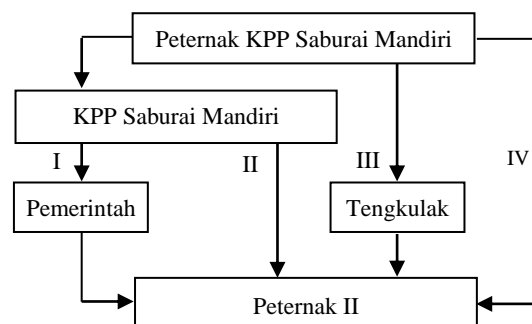 Peternak KPP Saburai Mandiri
KPP Saburai Mandiri
I
II
III
IV
Pemerintah
Tengkulak
Peternak II